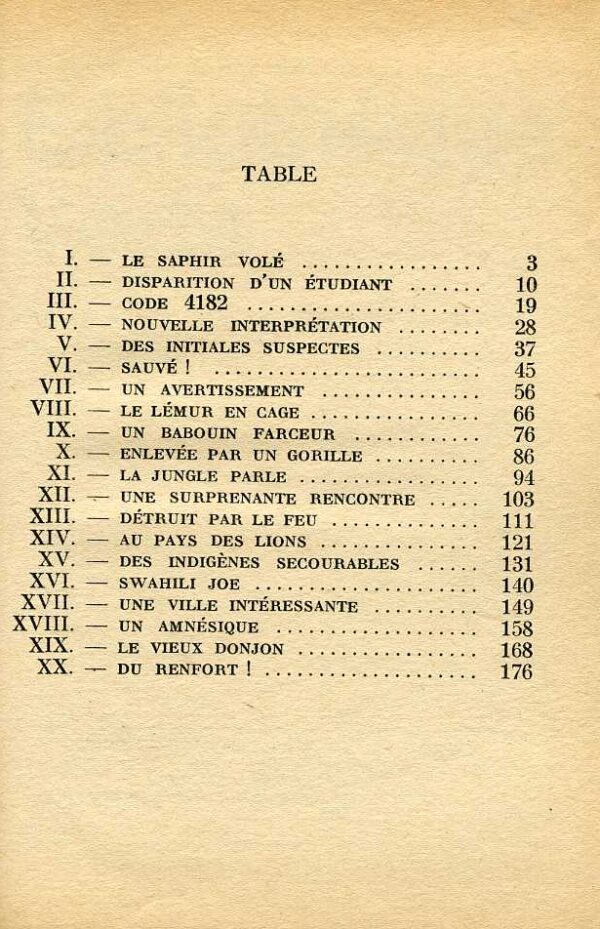 TABLE
I. — LE SAPHIR VOLÉ ................. 3
II. — DISPARITION D'UN ÉTUDIANT ....... 10
III. — CODE 4182 ...................... 19
IV. — NOUVELLE INTERPRÉTATION ........ 28
V. — DES INITIALES SUSPECTES .......... 37
VI. — SAUVÉ ! ........................ 45
VII. — UN AVERTISSEMENT ............... 56
VIII. — LE LÉMUR EN CAGE ................ 66
IX. — UN BABOUIN FARCEUR ............ 76
X. — ENLEVÉE PAR UN GORILLE .......... 86
XI. — LA JUNGLE PARLE ................. 94
XII. — UNE SURPRENANTE RENCONTRE ..... 103
XIII. — DÉTRUIT PAR LE FEU .............. 111
XIV. — AU PAYS DES LIONS .............. 121
XV. — DES INDIGÈNES SECOURABLES ....... 131
XVI. — SWAHILI JOE .................... 140
XVII. — UNE VILLE INTÉRESSANTE .......... 149
XVIII. — UN AMNÉSIQUE ................... 158
XIX. — LE VIEUX DONJON ................. 168
XX. — DU RENFORT ! .................... 176